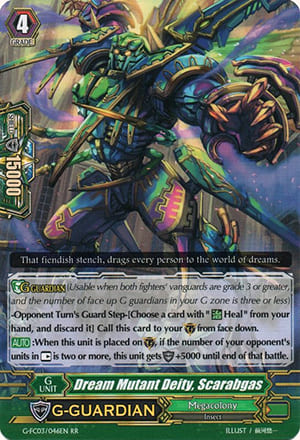 4
GRADE
15000
That fiendish stench, drags every person to the world of dreams.
G GUARDIAN (Usable when both fighters' vanguards are grade 3 or greater,
and the number of face up G guardians in your G zone is three or less)
-Opponent Turn's Guard Step-[Choose a card with " Heal" from your
hand, and discard it] Call this card to your from face down.
AUTO:When this unit is placed on , if the number of your opponent's
units in is two or more, this unit gets +5000 until end of that battle.
G UNIT
Dream Mutant Deity, Scarabgas
G-GUARDIAN
Megacolony
Insect
G-FC03/046EN RR
ILLUST /